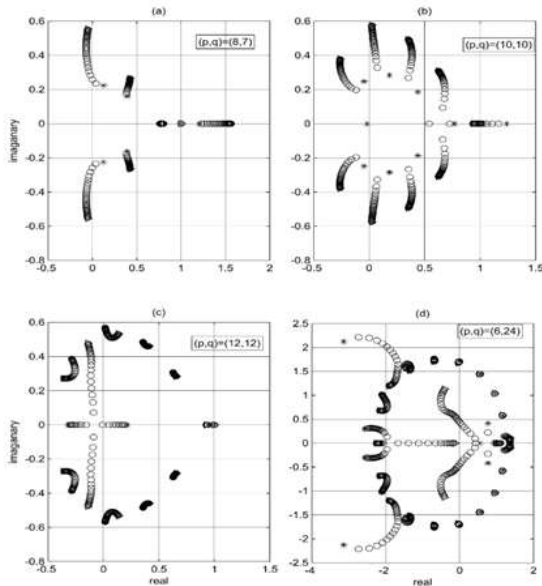 (a)
(p,q)=(8,7)
0.6
0.4
0.2
0
-0.2
-0.4
-0.6
-0.8
imaganary
-0.5 0 0.5 1 1.5 2
(b)
(p,q)=(10,10)
0.6
0.4
0.2
0
-0.2
-0.4
-0.6
-0.8
-0.5 0 0.5 1 1.5
(c)
(p,q)=(12,12)
0.6
0.4
0.2
0
-0.2
-0.4
-0.6
-0.8
imaganary
-0.5 0 0.5 1 1.5
real
(d)
(p,q)=(6,24)
2.5
2
1.5
1
0.5
0
-0.5
-1
-1.5
-2
-2.5
-4 -2 0 2 4
real